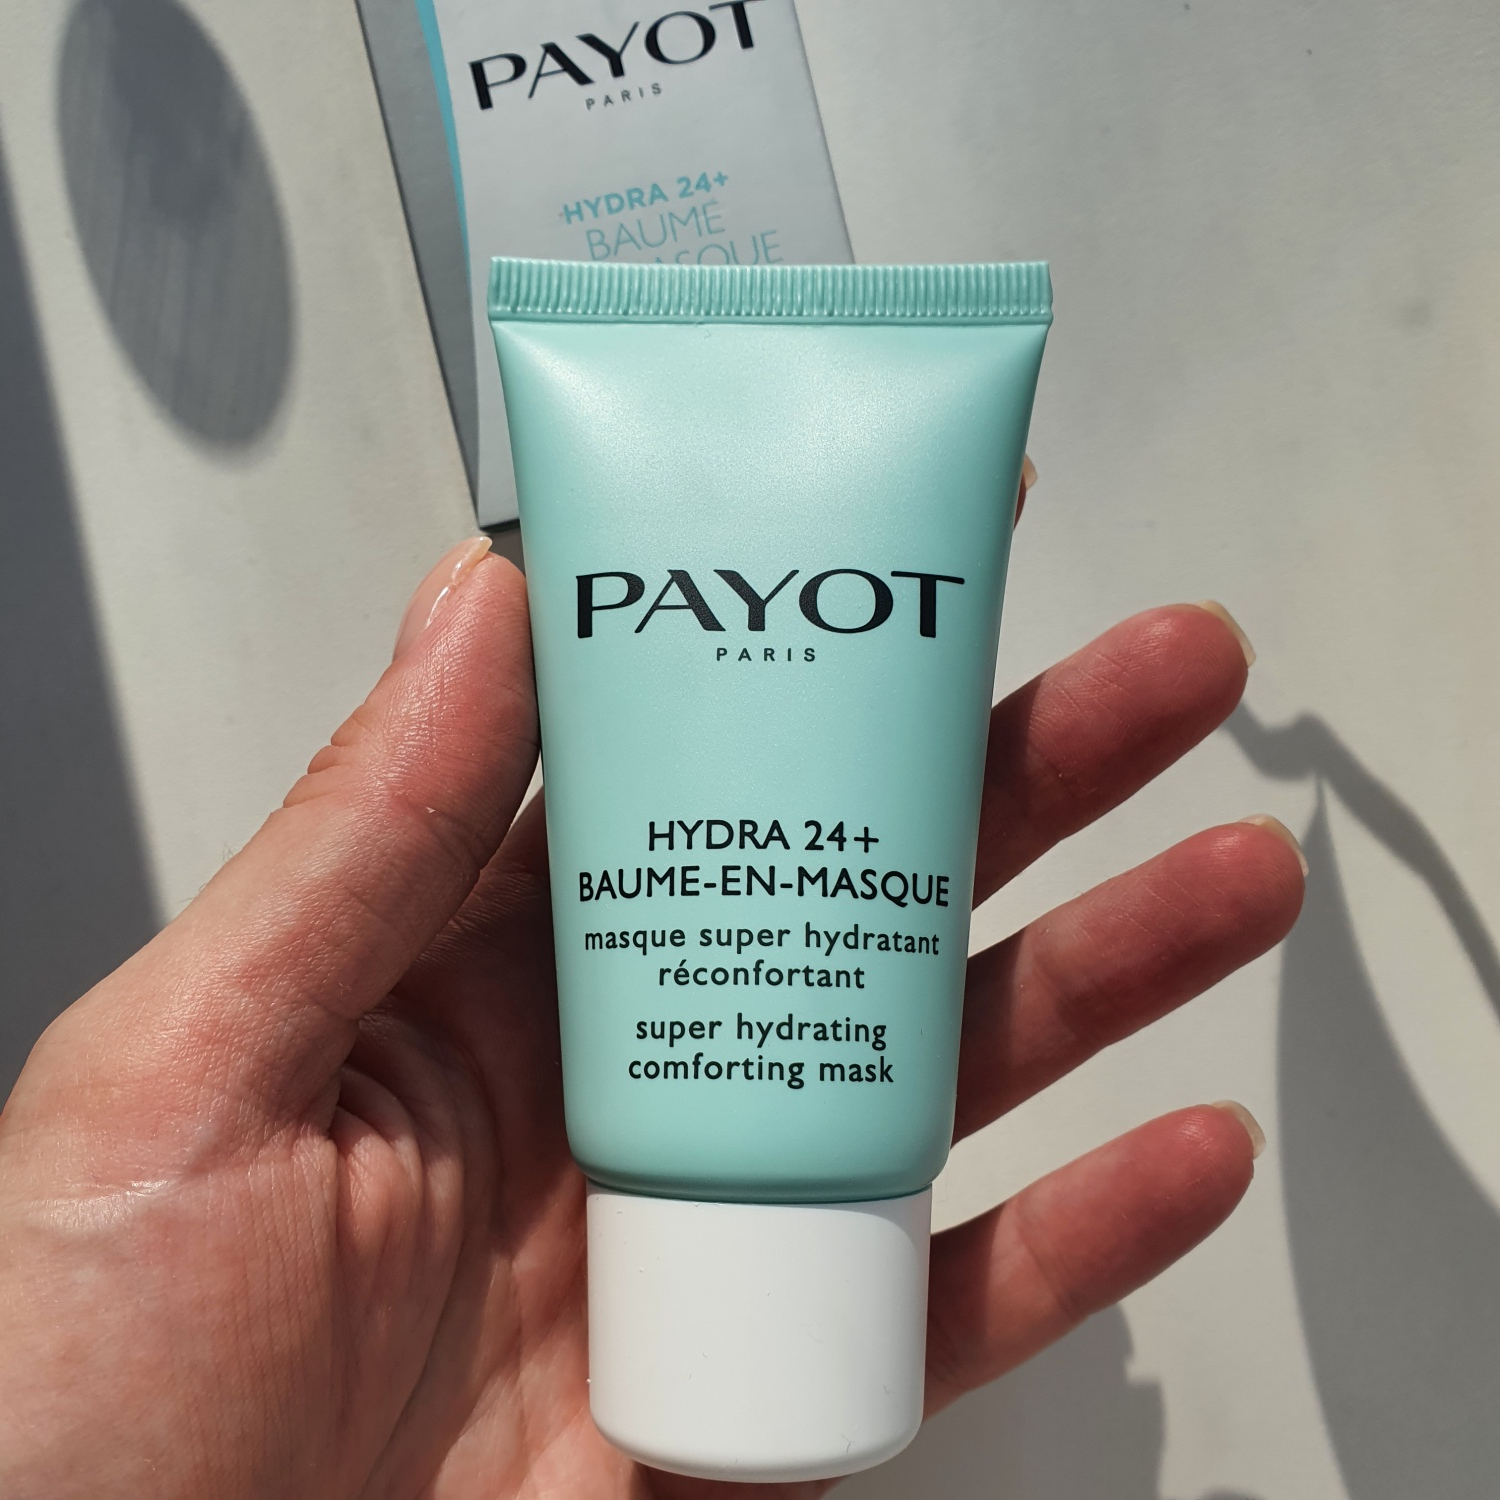 PAYOT
PARIS
HYDRA 24+
BAUME
PAYOT
PARIS
HYDRA 24+
BAUME-EN-MASQUE
masque super hydratant
réconfortant
super hydrating
comforting mask